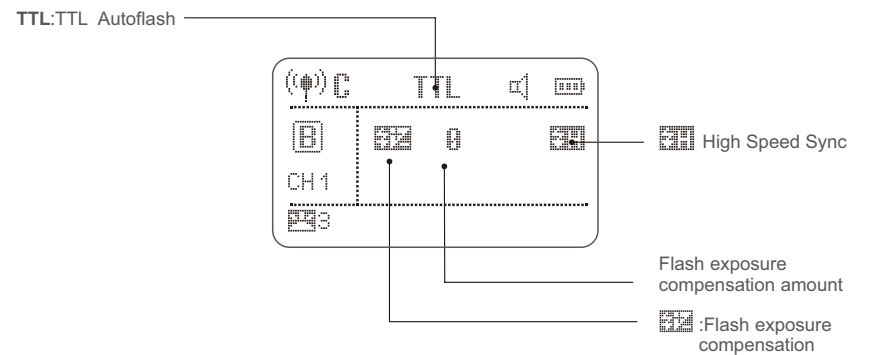 TTL:TTL Autoflash
C TTL
B 0 H H High Speed Sync
CH 1
3
Flash exposure
compensation amount
:Flash exposure
compensation